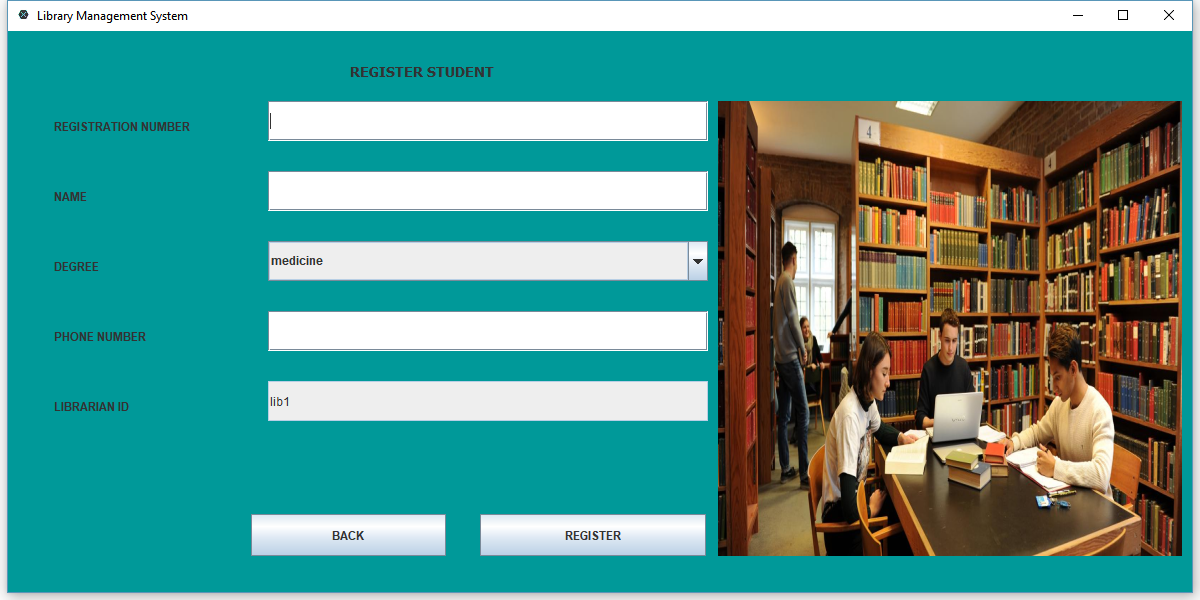 Library Management System
REGISTER STUDENT
REGISTRATION NUMBER
NAME
DEGREE
medicine
PHONE NUMBER
LIBRARIAN ID
lib1
BACK
REGISTER
4
4